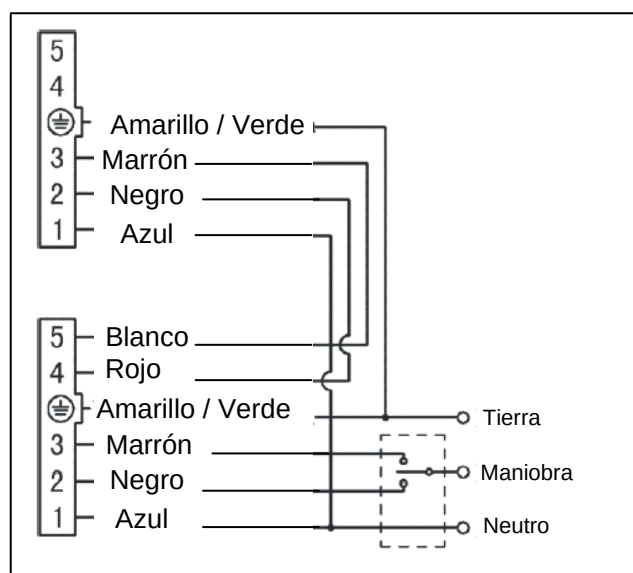 5
4
Amarillo / Verde
3 Marrón
2 Negro
1 Azul
5 Blanco
4 Rojo
Amarillo / Verde Tierra
3 Marrón
2 Negro Maniobra
1 Azul Neutro